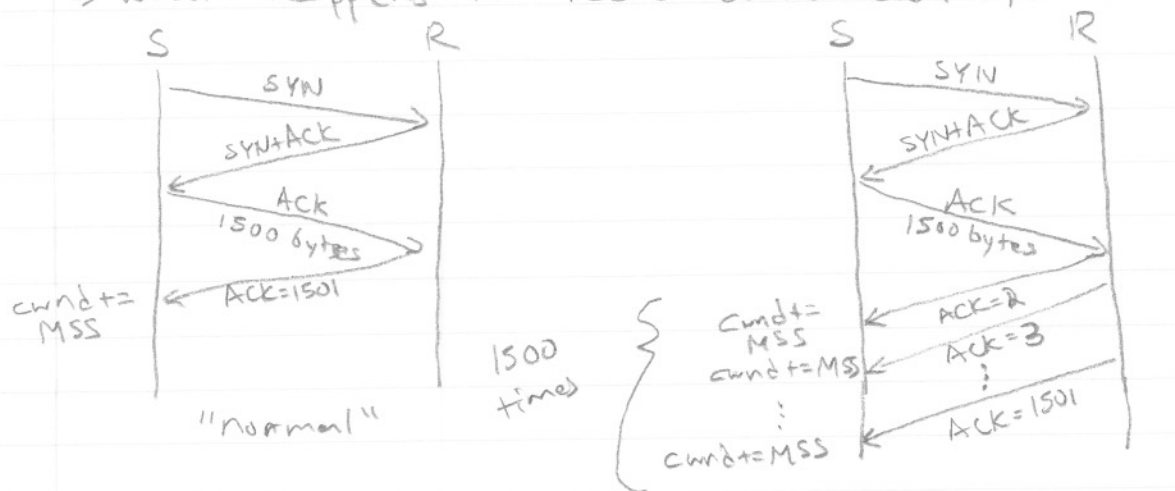 happens
S R
SYN
SYN+ACK
ACK
1500 bytes
ACK=1501
cwnd+=
MSS
"normal"
S R
SYN
SYN+ACK
ACK
1500 bytes
1500
times
cwnd+=
MSS
ACK=2
cwnd+=MSS
ACK=3
⋮
⋮
cwnd+=MSS
ACK=1501